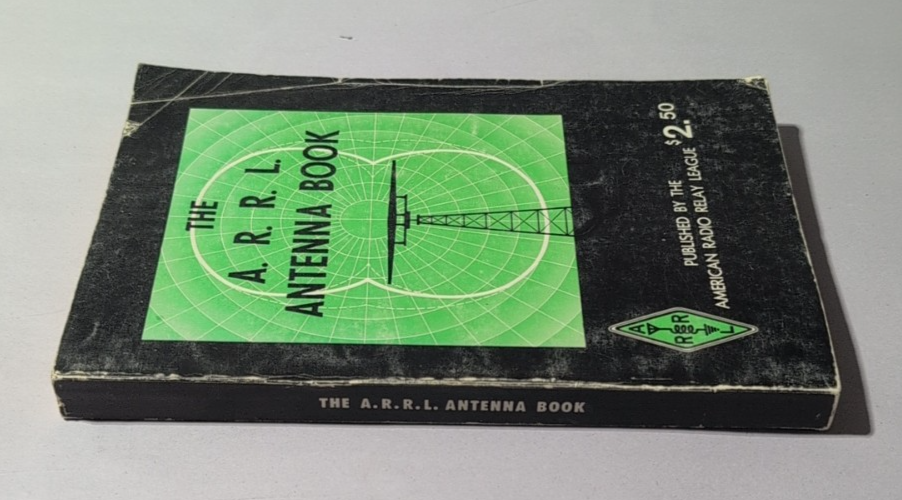 THE
A. R. R. L.
ANTENNA BOOK
PUBLISHED BY THE
AMERICAN RADIO RELAY LEAGUE $2.50
A
R R
L
THE A.R.R.L. ANTENNA BOOK